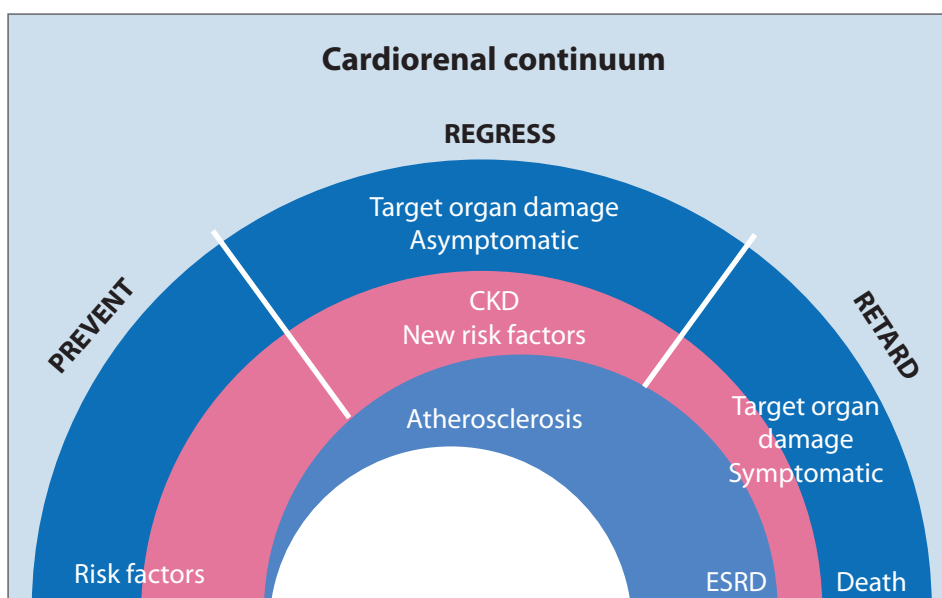 Cardiorenal continuum
REGRESS
Target organ damage
Asymptomatic
PREVENT
CKD
New risk factors
RETARD
Atherosclerosis
Target organ
damage
Symptomatic
Risk factors
ESRD
Death